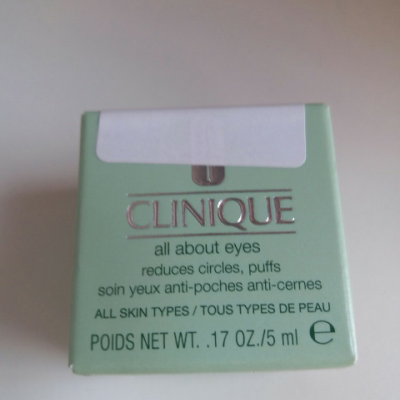 CLINIQUE
all about eyes
reduces circles, puffs
soin yeux anti-poches anti-cernes
ALL SKIN TYPES / TOUS TYPES DE PEAU
POIDS NET WT. .17 OZ./5 ml ℮